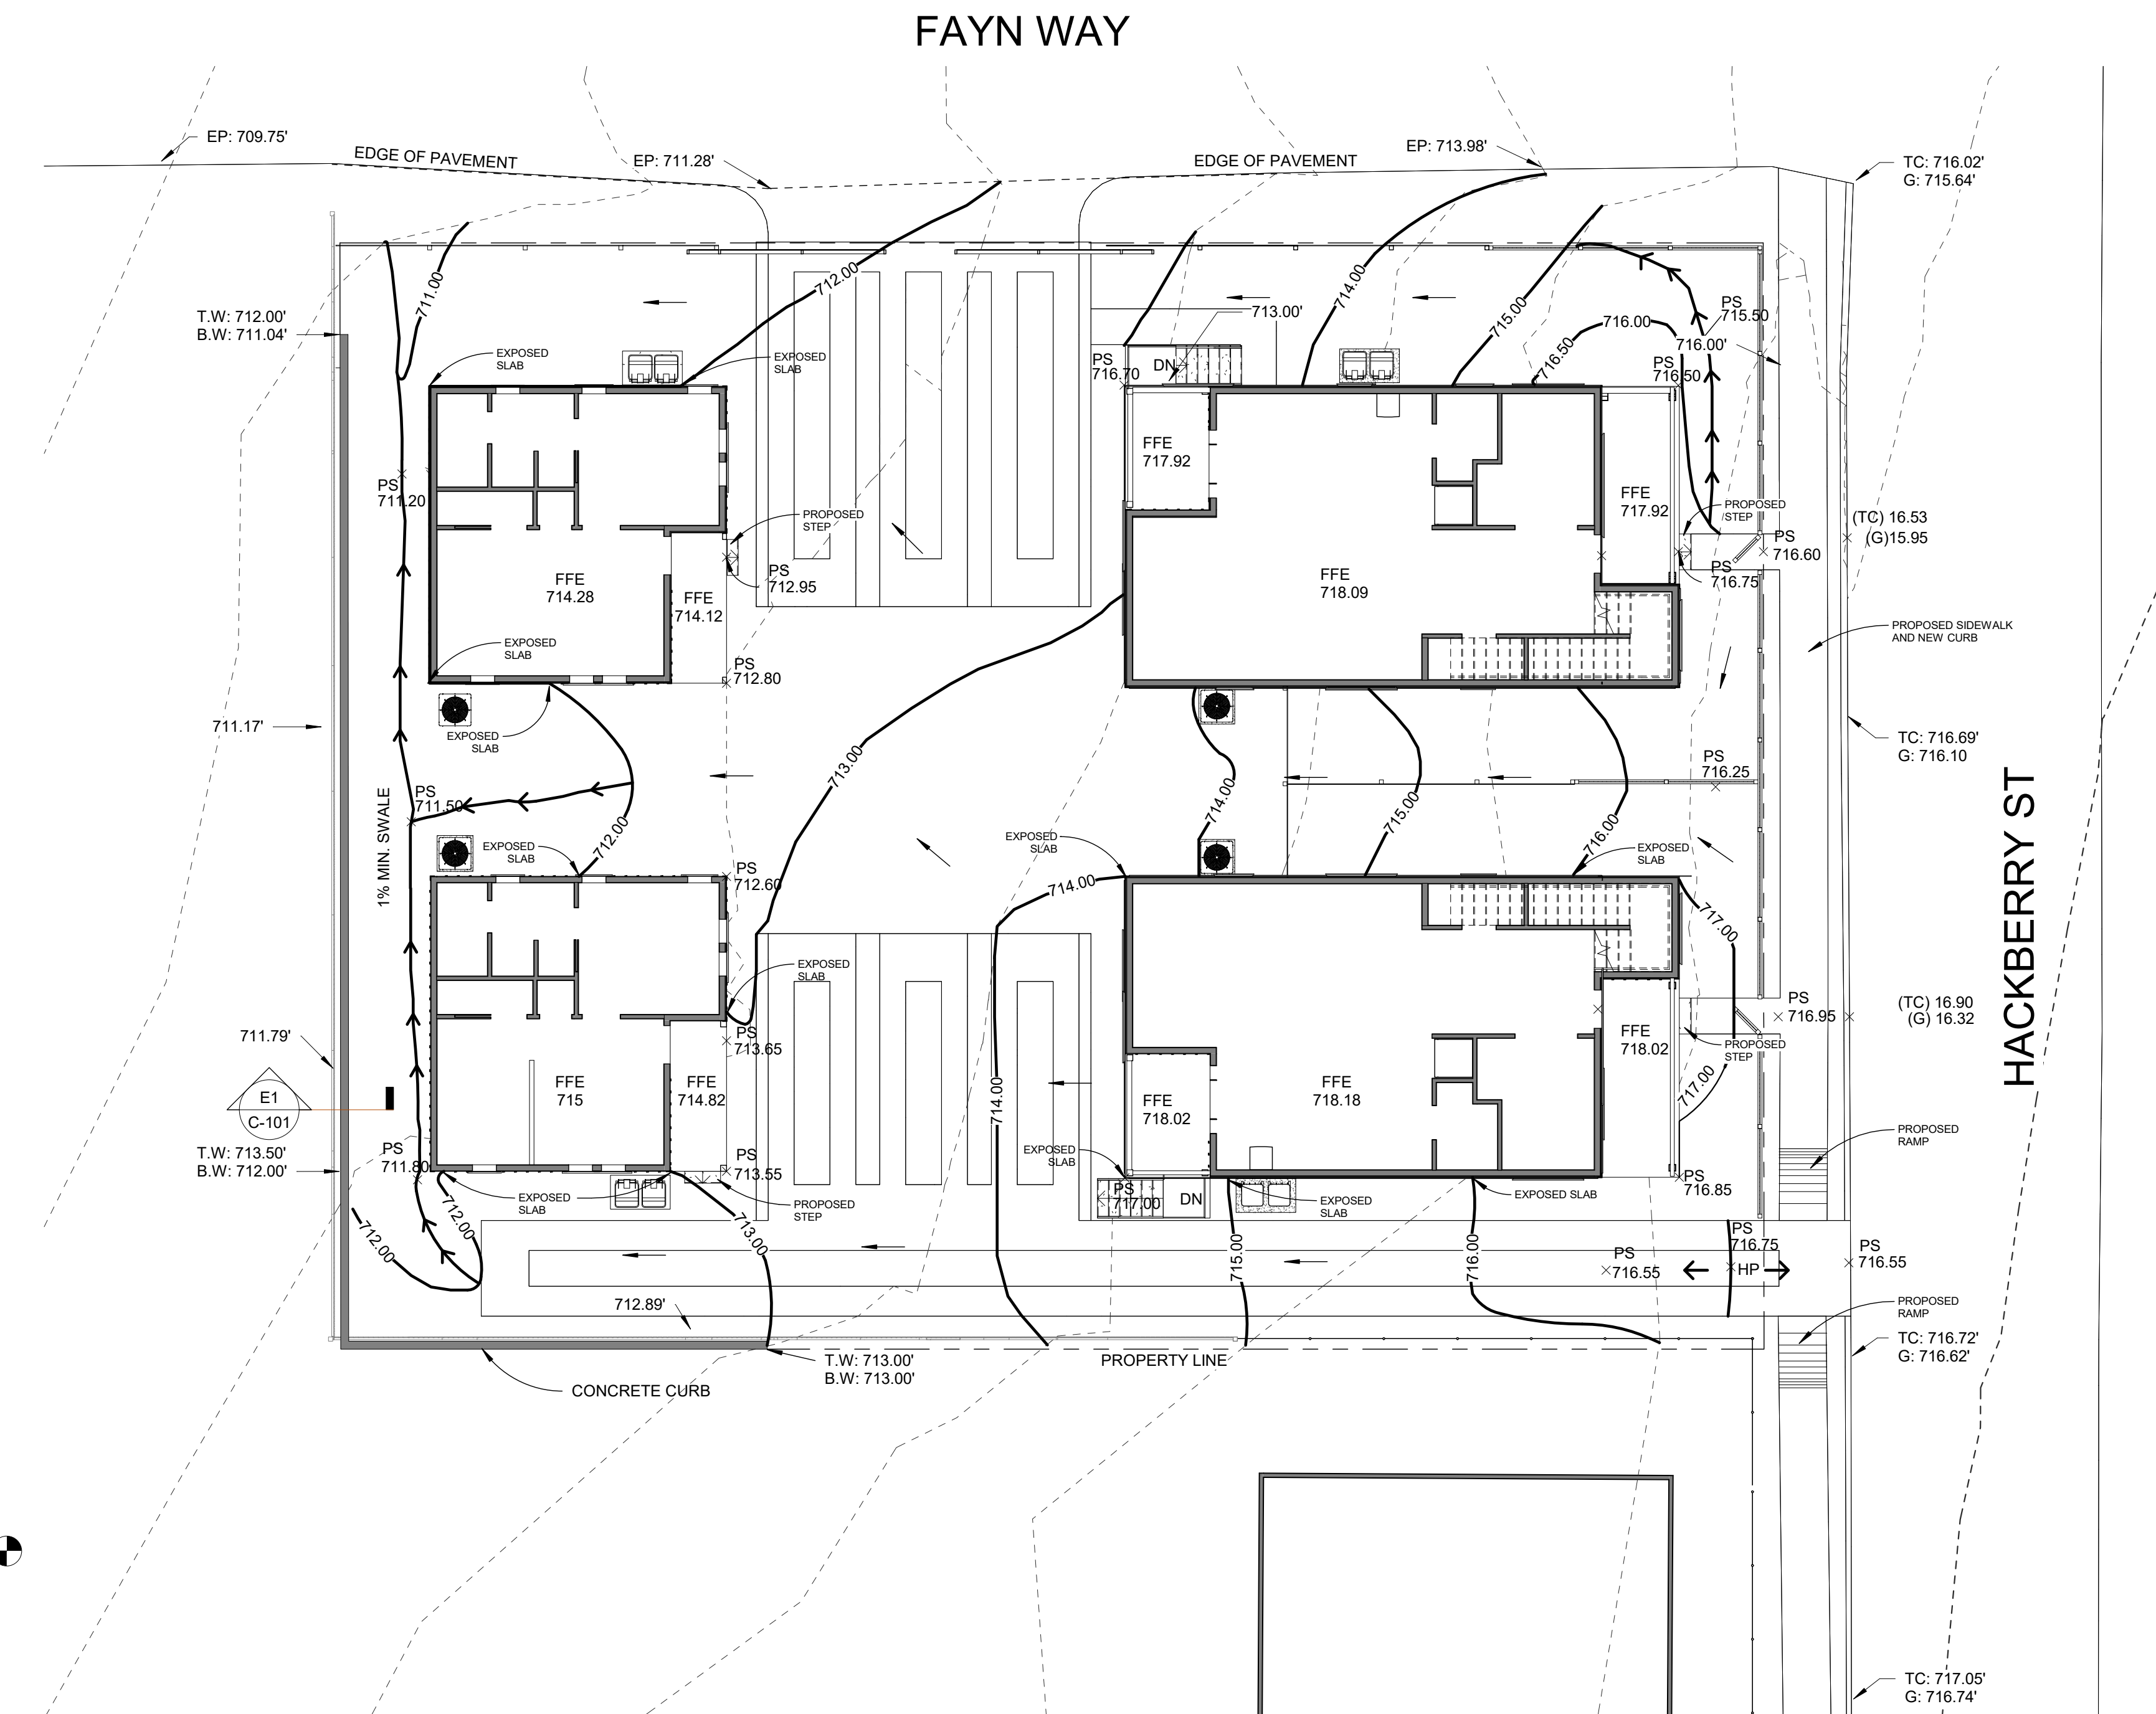 FAYN WAY
EP: 709.75'
EDGE OF PAVEMENT
EP: 711.28'
EDGE OF PAVEMENT
EP: 713.98'
TC: 716.02'
G: 715.64'
T.W: 712.00'
B.W: 711.04'
711.00
712.00
713.00'
714.00
715.00
716.00
716.50
PS
715.50
716.00'
EXPOSED
SLAB
EXPOSED
SLAB
PS
716.70
DN
PS
716.50
FFE
717.92
PS
711.20
PROPOSED
STEP
PS
712.95
FFE
714.28
FFE
714.12
FFE
718.09
FFE
717.92
PROPOSED
STEP
PS
716.60
PS
716.75
(TC) 16.53
(G)15.95
EXPOSED
SLAB
PS
712.80
PROPOSED SIDEWALK
AND NEW CURB
711.17'
EXPOSED
SLAB
TC: 716.69'
G: 716.10
713.00
PS
716.25
PS
711.50
1% MIN. SWALE
712.00
714.00
715.00
716.00
EXPOSED
SLAB
EXPOSED
SLAB
EXPOSED
SLAB
HACKBERRY ST
PS
712.60
714.00
717.00
EXPOSED
SLAB
PS
716.95
(TC) 16.90
(G) 16.32
711.79'
PS
713.65
FFE
718.02
PROPOSED
STEP
E1
C-101
FFE
715
FFE
714.82
714.00
FFE
718.02
FFE
718.18
717.00
T.W: 713.50'
B.W: 712.00'
PS
711.80
PS
713.55
EXPOSED
SLAB
PROPOSED
RAMP
712.00
712.00
EXPOSED
SLAB
PROPOSED
STEP
PS
717.00
DN
EXPOSED
SLAB
EXPOSED SLAB
PS
716.85
713.00
715.00
716.00
PS
716.55
PS
716.75
HP
PS
716.55
712.89'
PROPOSED
RAMP
T.W: 713.00'
B.W: 713.00'
PROPERTY LINE
TC: 716.72'
G: 716.62'
CONCRETE CURB
TC: 717.05'
G: 716.74'